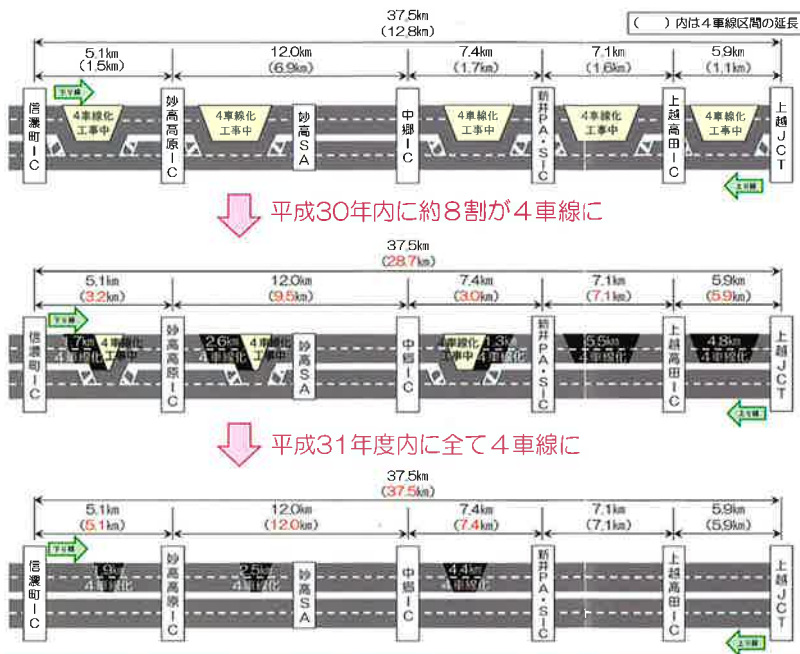 37.5km
(12.8km)
(　)内は４車線区間の延長
5.1km
(1.5km)
12.0km
(6.9km)
7.4km
(1.7km)
7.1km
(1.6km)
5.9km
(1.1km)
下り線
信濃町IC
４車線化
工事中
妙高高原IC
４車線化
工事中
妙高SA
中郷IC
４車線化
工事中
新井PA・SIC
４車線化
工事中
上越高田IC
４車線化
工事中
上越JCT
上り線
平成30年内に約８割が４車線に
37.5km
(28.7km)
5.1km
(3.2km)
12.0km
(9.5km)
7.4km
(3.0km)
7.1km
(7.1km)
5.9km
(5.9km)
下り線
信濃町IC
1.7km
４車線化
４車線化
工事中
妙高高原IC
2.6km
４車線化
４車線化
工事中
妙高SA
中郷IC
４車線化
工事中
1.3km
４車線化
新井PA・SIC
5.5km
４車線化
上越高田IC
4.8km
４車線化
上越JCT
上り線
平成31年度内に全て４車線に
37.5km
(37.5km)
5.1km
(5.1km)
12.0km
(12.0km)
7.4km
(7.4km)
7.1km
(7.1km)
5.9km
(5.9km)
下り線
信濃町IC
1.9km
４車線化
妙高高原IC
2.5km
４車線化
妙高SA
中郷IC
4.4km
４車線化
新井PA・SIC
上越高田IC
上越JCT
上り線